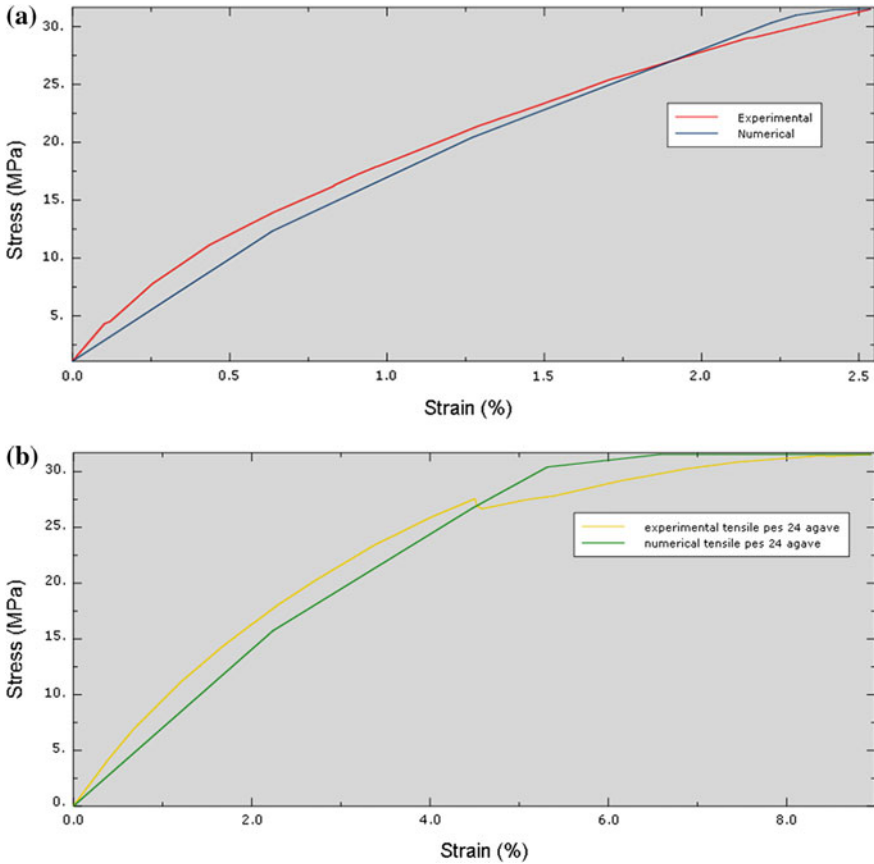 (a)
Stress (MPa)
30.
25.
20.
15.
10.
5.
Experimental
Numerical
0.0 0.5 1.0 1.5 2.0 2.5
Strain (%)
(b)
Stress (MPa)
30.
25.
20.
15.
10.
5.
0.
experimental tensile pes 24 agave
numerical tensile pes 24 agave
0.0 2.0 4.0 6.0 8.0
Strain (%)